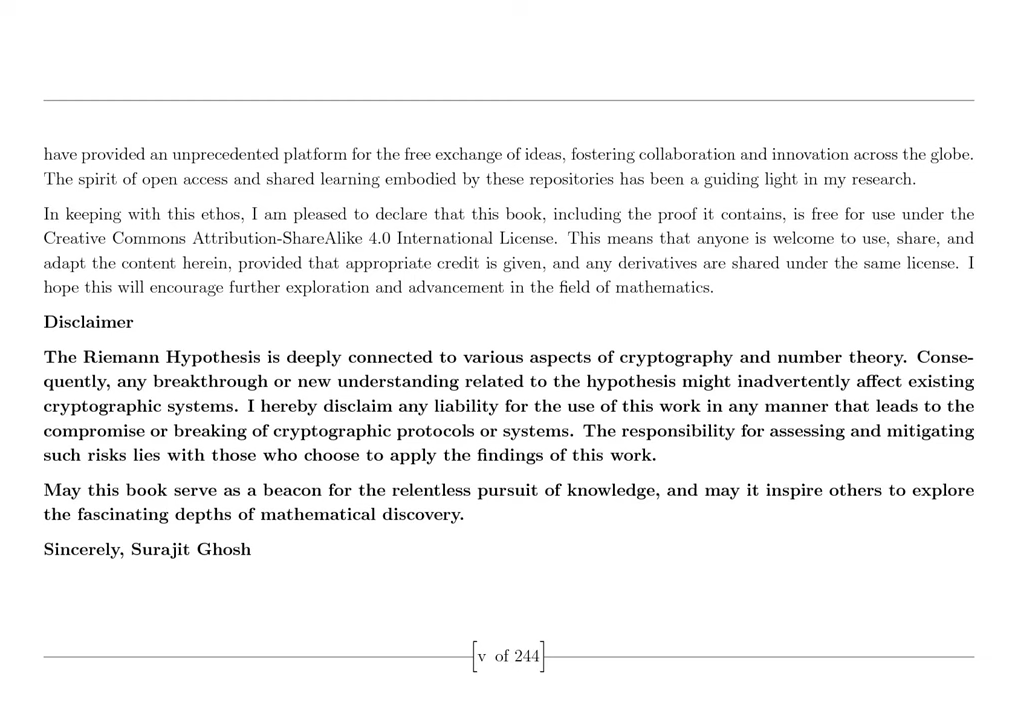 have provided an unprecedented platform for the free exchange of ideas, fostering collaboration and innovation across the globe.
The spirit of open access and shared learning embodied by these repositories has been a guiding light in my research.
In keeping with this ethos, I am pleased to declare that this book, including the proof it contains, is free for use under the
Creative Commons Attribution-ShareAlike 4.0 International License. This means that anyone is welcome to use, share, and
adapt the content herein, provided that appropriate credit is given, and any derivatives are shared under the same license. I
hope this will encourage further exploration and advancement in the field of mathematics.
Disclaimer
The Riemann Hypothesis is deeply connected to various aspects of cryptography and number theory. Conse-
quently, any breakthrough or new understanding related to the hypothesis might inadvertently affect existing
cryptographic systems. I hereby disclaim any liability for the use of this work in any manner that leads to the
compromise or breaking of cryptographic protocols or systems. The responsibility for assessing and mitigating
such risks lies with those who choose to apply the findings of this work.
May this book serve as a beacon for the relentless pursuit of knowledge, and may it inspire others to explore
the fascinating depths of mathematical discovery.
Sincerely, Surajit Ghosh
v of 244